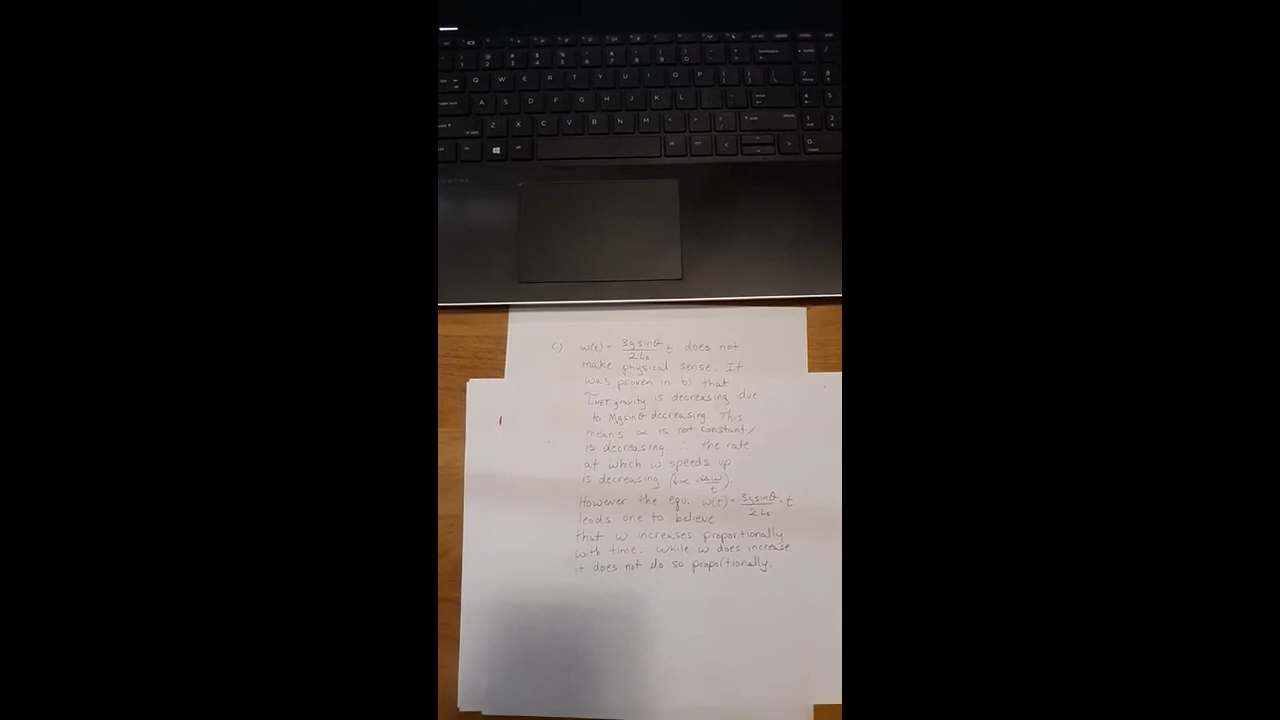 Q W E R T Y U I O P
A S D F G H J K L
Z X C V B N M
c) w(t) = 3g sinθ / 2Ls t does not
make physical sense. It
was proven in b) that
τNET, gravity is decreasing due
to Mg sinθ decreasing. This
means ∝ is not constant/
is decreasing. ∴ the rate
at which w speeds up
is decreasing
However the equ. w(t) = 3g sinθ / 2Ls · t
leads one to believe
that w increases proportionally
with time. While w does increase
it does not do so proportionally.